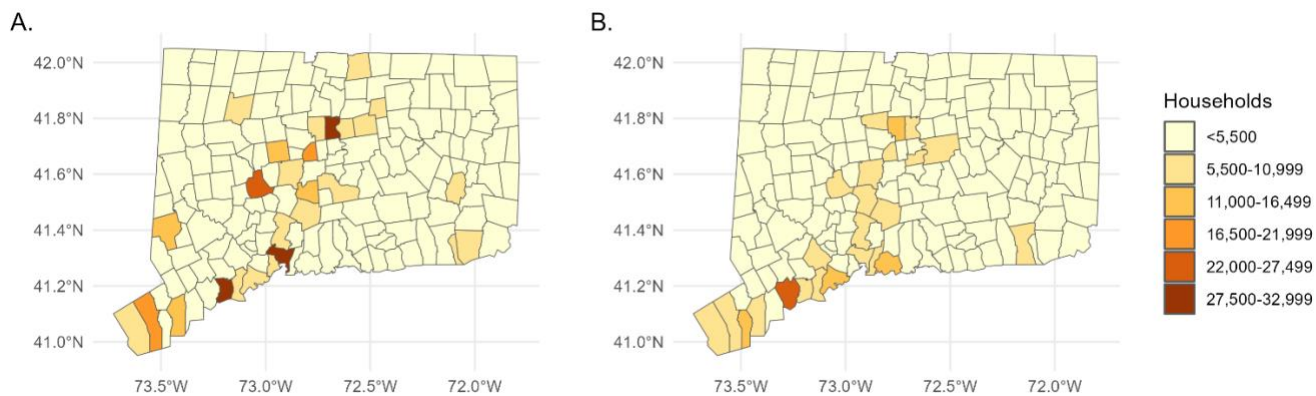 A.
B.
42.0°N
41.8°N
41.6°N
41.4°N
41.2°N
41.0°N
73.5°W
73.0°W
72.5°W
72.0°W
42.0°N
41.8°N
41.6°N
41.4°N
41.2°N
41.0°N
73.5°W
73.0°W
72.5°W
72.0°W
Households
<5,500
5,500-10,999
11,000-16,499
16,500-21,999
22,000-27,499
27,500-32,999